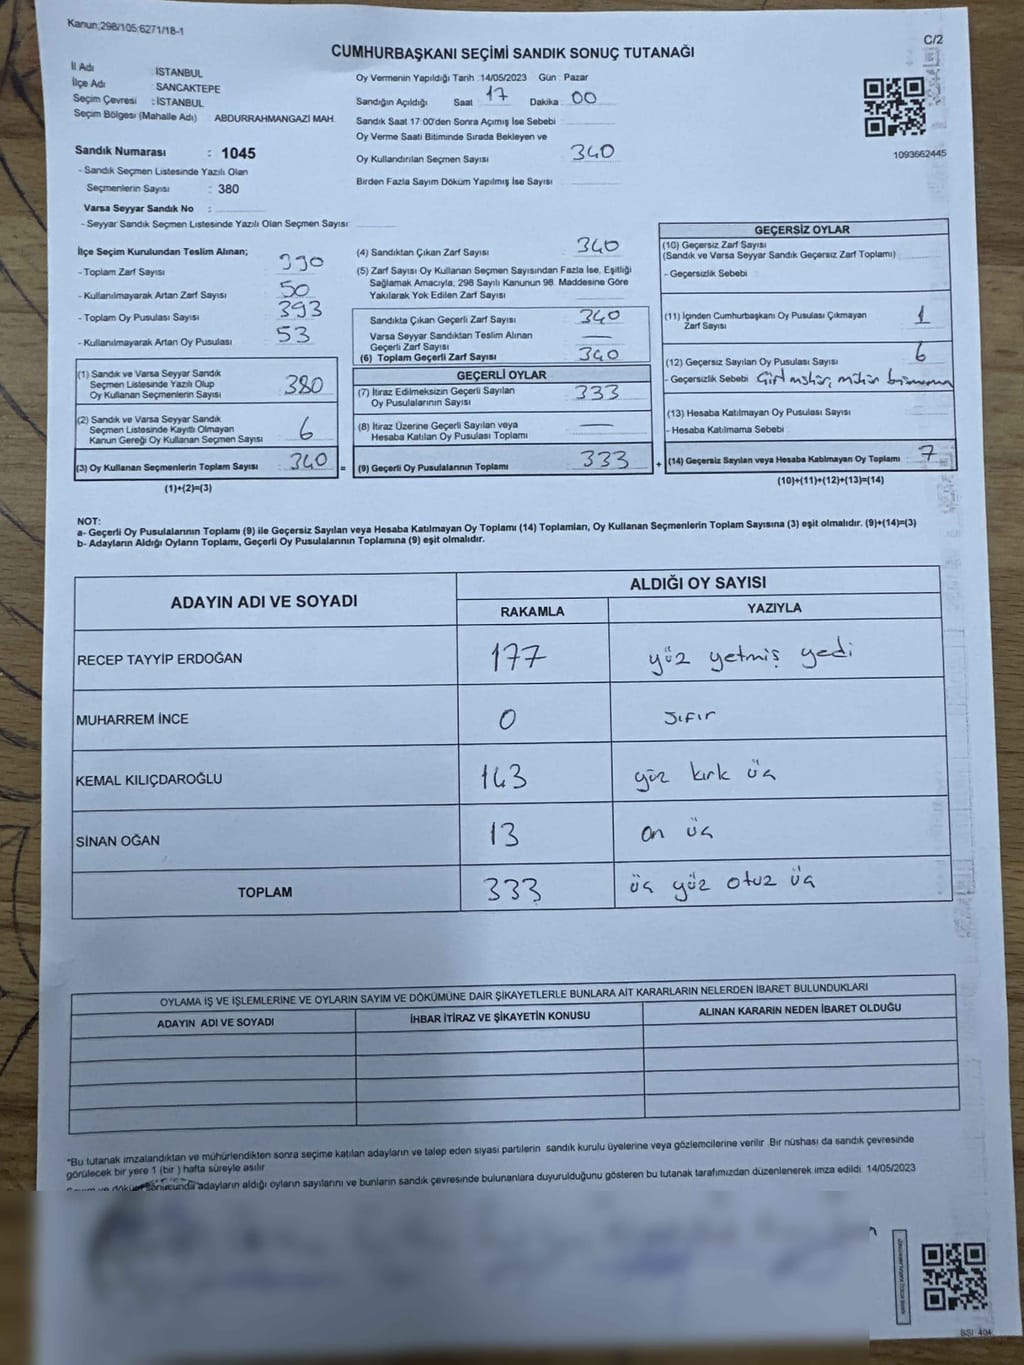 Kanun;298/105;6271/18-1
C/2
CUMHURBAŞKANI SEÇİMİ SANDIK SONUÇ TUTANAĞI
İl Adı : İSTANBUL
İlçe Adı : SANCAKTEPE
Seçim Çevresi : İSTANBUL
Seçim Bölgesi (Mahalle Adı) ABDURRAHMANGAZİ MAH.
Sandık Numarası : 1045
- Sandık Seçmen Listesinde Yazılı Olan
Seçmenlerin Sayısı : 380
Varsa Seyyar Sandık No :
- Seyyar Sandık Seçmen Listesinde Yazılı Olan Seçmen Sayısı :
Oy Vermenin Yapıldığı Tarih :14/05/2023 Gün : Pazar
Sandığın Açıldığı Saat 17 Dakika 00
Sandık Saat 17:00'den Sonra Açımış İse Sebebi
Oy Verme Saati Bitiminde Sırada Bekleyen ve
Oy Kullandırılan Seçmen Sayısı 340
Birden Fazla Sayım Döküm Yapılmış İse Sayısı
1093662445
İlçe Seçim Kurulundan Teslim Alınan;
- Toplam Zarf Sayısı 390
- Kullanılmayarak Artan Zarf Sayısı 50
- Toplam Oy Pusulası Sayısı 393
- Kullanılmayarak Artan Oy Pusulası 53
(1) Sandık ve Varsa Seyyar Sandık
Seçmen Listesinde Yazılı Olup
Oy Kullanan Seçmenlerin Sayısı 380
(2) Sandık ve Varsa Seyyar Sandık
Seçmen Listesinde Kayıtlı Olmayan
Kanun Gereği Oy Kullanan Seçmen Sayısı 6
(3) Oy Kullanan Seçmenlerin Toplam Sayısı 340 =
(1)+(2)=(3)
(4) Sandıktan Çıkan Zarf Sayısı 340
(5) Zarf Sayısı Oy Kullanan Seçmen Sayısından Fazla İse, Eşitliği
Sağlamak Amacıyla, 298 Sayılı Kanunun 98. Maddesine Göre
Yakılarak Yok Edilen Zarf Sayısı
Sandıkta Çıkan Geçerli Zarf Sayısı 340
Varsa Seyyar Sandıktan Teslim Alınan
Geçerli Zarf Sayısı —
(6) Toplam Geçerli Zarf Sayısı 340
GEÇERLİ OYLAR
(7) İtiraz Edilmeksizin Geçerli Sayılan
Oy Pusulalarının Sayısı 333
(8) İtiraz Üzerine Geçerli Sayılan veya
Hesaba Katılan Oy Pusulası Toplamı —
(9) Geçerli Oy Pusulalarının Toplamı 333 +
GEÇERSİZ OYLAR
(10) Geçersiz Zarf Sayısı
(Sandık ve Varsa Seyyar Sandık Geçersiz Zarf Toplamı)
- Geçersizlik Sebebi
(11) İçinden Cumhurbaşkanı Oy Pusulası Çıkmayan
Zarf Sayısı 1
(12) Geçersiz Sayılan Oy Pusulası Sayısı 6
- Geçersizlik Sebebi
(13) Hesaba Katılmayan Oy Pusulası Sayısı
- Hesaba Katılmama Sebebi
(14) Geçersiz Sayılan veya Hesaba Katılmayan Oy Toplamı 7
(10)+(11)+(12)+(13)=(14)
NOT:
a- Geçerli Oy Pusulalarının Toplamı (9) ile Geçersiz Sayılan veya Hesaba Katılmayan Oy Toplamı (14) Toplamları, Oy Kullanan Seçmenlerin Toplam Sayısına (3) eşit olmalıdır. (9)+(14)=(3)
b- Adayların Aldığı Oyların Toplamı, Geçerli Oy Pusulalarının Toplamına (9) eşit olmalıdır.
ADAYIN ADI VE SOYADI
ALDIĞI OY SAYISI
RAKAMLA YAZIYLA
RECEP TAYYİP ERDOĞAN 177 yüz yetmiş yedi
MUHARREM İNCE 0 sıfır
KEMAL KILIÇDAROĞLU 143 yüz kırk üç
SİNAN OĞAN 13 on üç
TOPLAM 333 üç yüz otuz üç
OYLAMA İŞ VE İŞLEMLERİNE VE OYLARIN SAYIM VE DÖKÜMÜNE DAİR ŞİKAYETLERLE BUNLARA AİT KARARLARIN NELERDEN İBARET BULUNDUKLARI
ADAYIN ADI VE SOYADI İHBAR İTİRAZ VE ŞİKAYETİN KONUSU ALINAN KARARIN NEDEN İBARET OLDUĞU
*Bu tutanak imzalandıktan ve mühürlendikten sonra seçime katılan adayların ve talep eden siyasi partilerin sandık kurulu üyelerine veya gözlemcilerine verilir .Bir nüshası da sandık çevresinde
görülecek bir yere 1 (bir ) hafta süreyle asılır
adayların aldığı oyların sayılarını ve bunların sandık çevresinde bulunanlara duyurulduğunu gösteren bu tutanak tarafımızdan düzenlenerek imza edildi. 14/05/2023